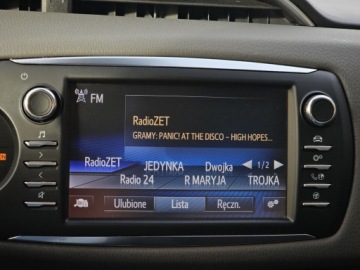 FM
RadioZET
GRAMY: PANIC! AT THE DISCO – HIGH HOPES...
RadioZET JEDYNKA Dwojka 1/2
Radio 24 R MARYJA TROJKA
Ulubione Lista Ręczn.